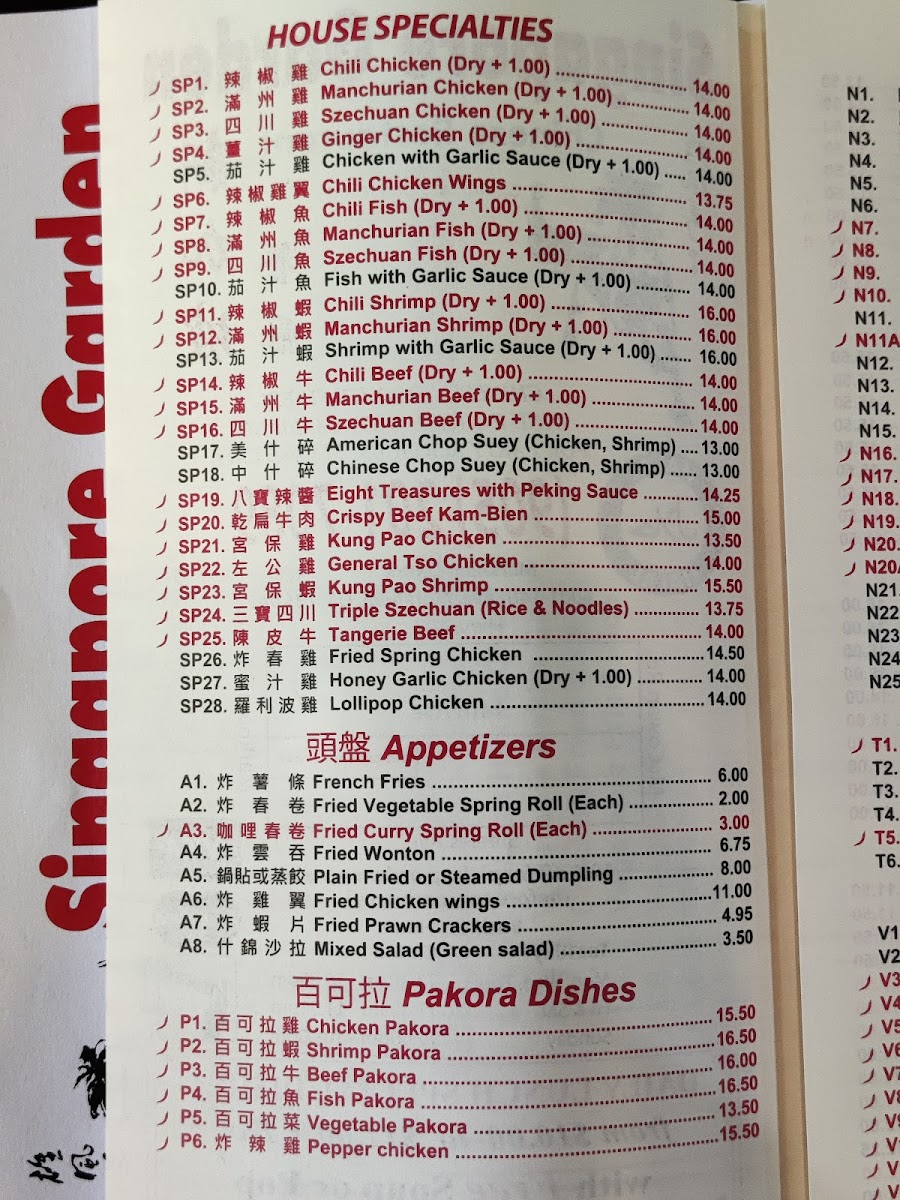 Singapore Garden
HOUSE SPECIALTIES
SP1. 辣椒雞 Chili Chicken (Dry + 1.00) ... 14.00
SP2. 滿州雞 Manchurian Chicken (Dry + 1.00) ... 14.00
SP3. 四川雞 Szechuan Chicken (Dry + 1.00) ... 14.00
SP4. 薑汁雞 Ginger Chicken (Dry + 1.00) ... 14.00
SP5. 茄汁雞 Chicken with Garlic Sauce (Dry + 1.00) ... 14.00
SP6. 辣椒雞翼 Chili Chicken Wings ... 13.75
SP7. 辣椒魚 Chili Fish (Dry + 1.00) ... 14.00
SP8. 滿州魚 Manchurian Fish (Dry + 1.00) ... 14.00
SP9. 四川魚 Szechuan Fish (Dry + 1.00) ... 14.00
SP10. 茄汁魚 Fish with Garlic Sauce (Dry + 1.00) ... 14.00
SP11. 辣椒蝦 Chili Shrimp (Dry + 1.00) ... 16.00
SP12. 滿州蝦 Manchurian Shrimp (Dry + 1.00) ... 16.00
SP13. 茄汁蝦 Shrimp with Garlic Sauce (Dry + 1.00) ... 16.00
SP14. 辣椒牛 Chili Beef (Dry + 1.00) ... 14.00
SP15. 滿州牛 Manchurian Beef (Dry + 1.00) ... 14.00
SP16. 四川牛 Szechuan Beef (Dry + 1.00) ... 14.00
SP17. 美什碎 American Chop Suey (Chicken, Shrimp) ... 13.00
SP18. 中什碎 Chinese Chop Suey (Chicken, Shrimp) ... 13.00
SP19. 八寶辣醬 Eight Treasures with Peking Sauce ... 14.25
SP20. 乾扁牛肉 Crispy Beef Kam-Bien ... 15.00
SP21. 宮保雞 Kung Pao Chicken ... 13.50
SP22. 左公雞 General Tso Chicken ... 14.00
SP23. 宮保蝦 Kung Pao Shrimp ... 15.50
SP24. 三寶四川 Triple Szechuan (Rice & Noodles) ... 13.75
SP25. 陳皮牛 Tangerie Beef ... 14.00
SP26. 炸春雞 Fried Spring Chicken ... 14.50
SP27. 蜜汁雞 Honey Garlic Chicken (Dry + 1.00) ... 14.00
SP28. 羅利波雞 Lollipop Chicken ... 14.00
頭盤 Appetizers
A1. 炸薯條 French Fries ... 6.00
A2. 炸春卷 Fried Vegetable Spring Roll (Each) ... 2.00
A3. 咖哩春卷 Fried Curry Spring Roll (Each) ... 3.00
A4. 炸雲吞 Fried Wonton ... 6.75
A5. 鍋貼或蒸餃 Plain Fried or Steamed Dumpling ... 8.00
A6. 炸雞翼 Fried Chicken wings ... 11.00
A7. 炸蝦片 Fried Prawn Crackers ... 4.95
A8. 什錦沙拉 Mixed Salad (Green salad) ... 3.50
百可拉 Pakora Dishes
P1. 百可拉雞 Chicken Pakora ... 15.50
P2. 百可拉蝦 Shrimp Pakora ... 16.50
P3. 百可拉牛 Beef Pakora ... 16.00
P4. 百可拉魚 Fish Pakora ... 16.50
P5. 百可拉菜 Vegetable Pakora ... 13.50
P6. 炸辣雞 Pepper chicken ... 15.50
N1.
N2.
N3.
N4.
N5.
N6.
N7.
N8.
N9.
N10.
N11.
N11A
N12.
N13.
N14.
N15.
N16.
N17.
N18.
N19.
N20.
N20A
N21.
N22
N23
N24
N25
T1.
T2.
T3.
T4.
T5.
T6.
V1
V2
V3
V4
V5
V6
V7
V8
V9